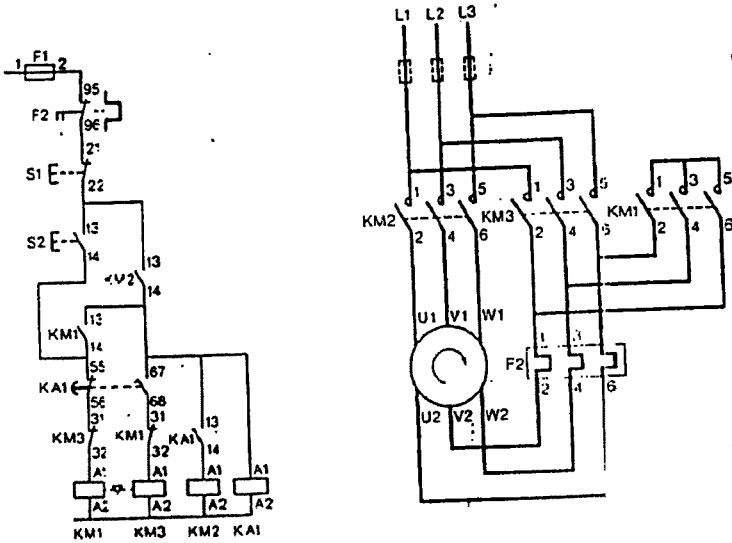 F1
1 2
95
F2
96
21
S1
22
13
S2
14
13
14
13
KM1
14
55 67
KA1
56 68
31 31 13
KM3 KM1 KA1
32 32 14
A1 A1 A1
A2 A2 A2 A2
KM1 KM3 KM2 KA1
L1 L2 L3
1 3 5 1 3 5 1 3 5
KM2 KM3 KM1
2 4 6 2 4 6 2 4 6
U1 V1 W1
1 3
F2
2 4 6
U2 V2 W2